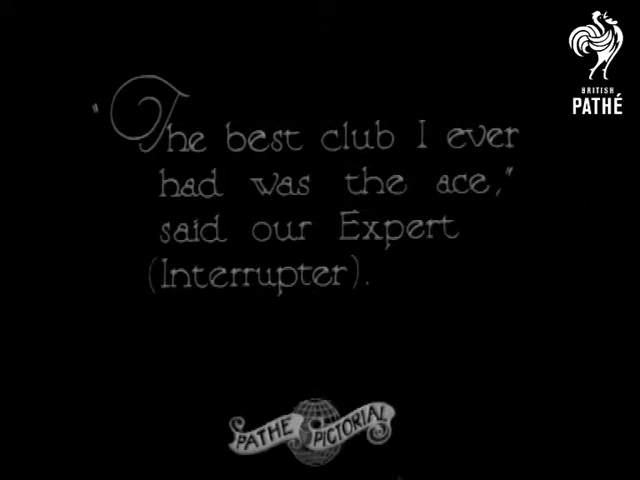 BRITISH
PATHÉ
"The best club I ever
had was the ace,"
said our Expert
(Interrupter).
PATHE PICTORIAL